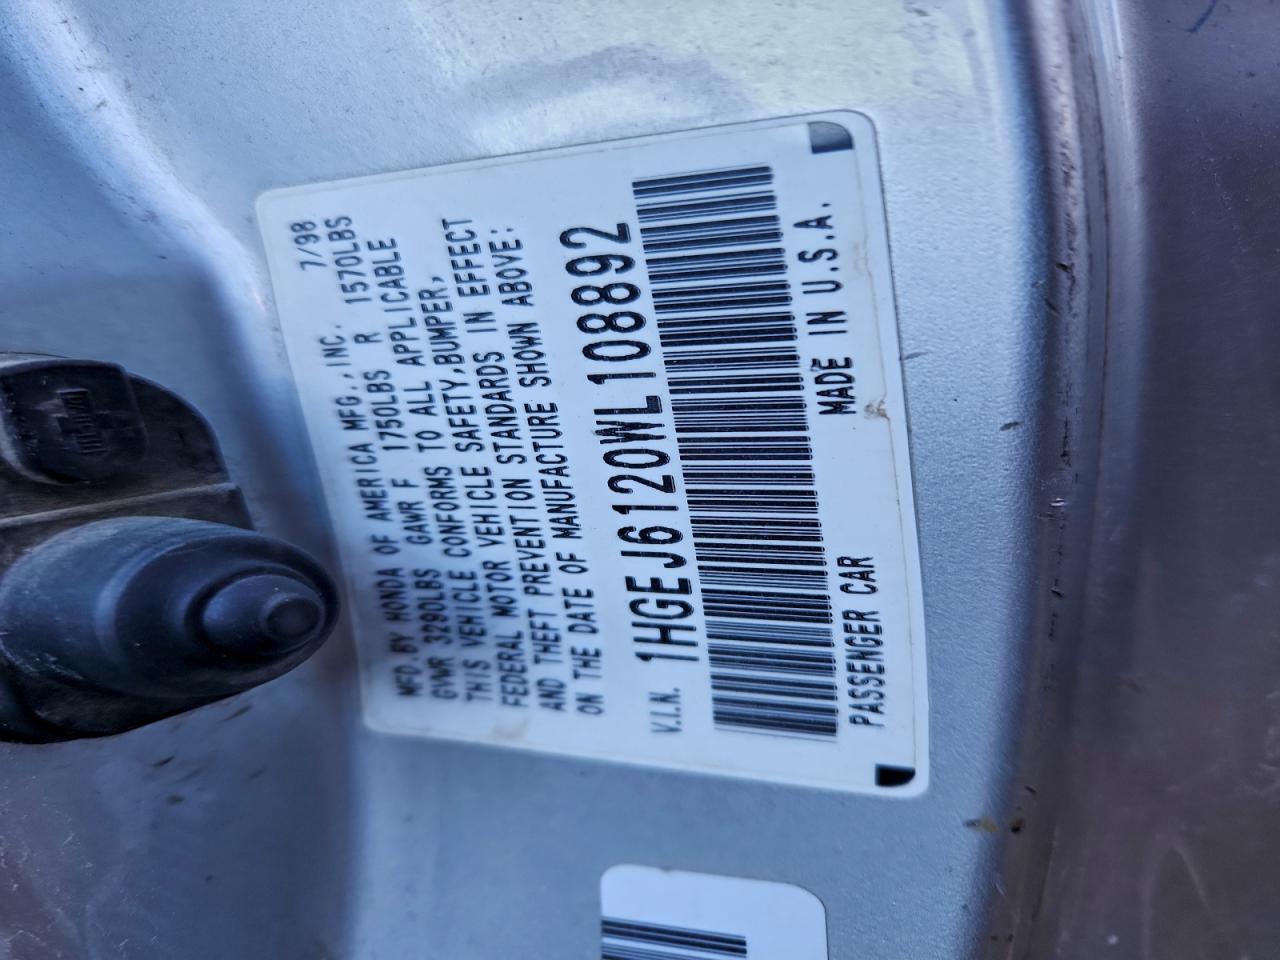 MFD. BY HONDA OF AMERICA MFG., INC. 7/98
GVWR 3290LBS GAWR F 1750LBS R 1570LBS
THIS VEHICLE CONFORMS TO ALL APPLICABLE
FEDERAL MOTOR VEHICLE SAFETY, BUMPER,
AND THEFT PREVENTION STANDARDS IN EFFECT
ON THE DATE OF MANUFACTURE SHOWN ABOVE:
V.I.N. 1HGEJ6120WL108892
PASSENGER CAR MADE IN U.S.A.